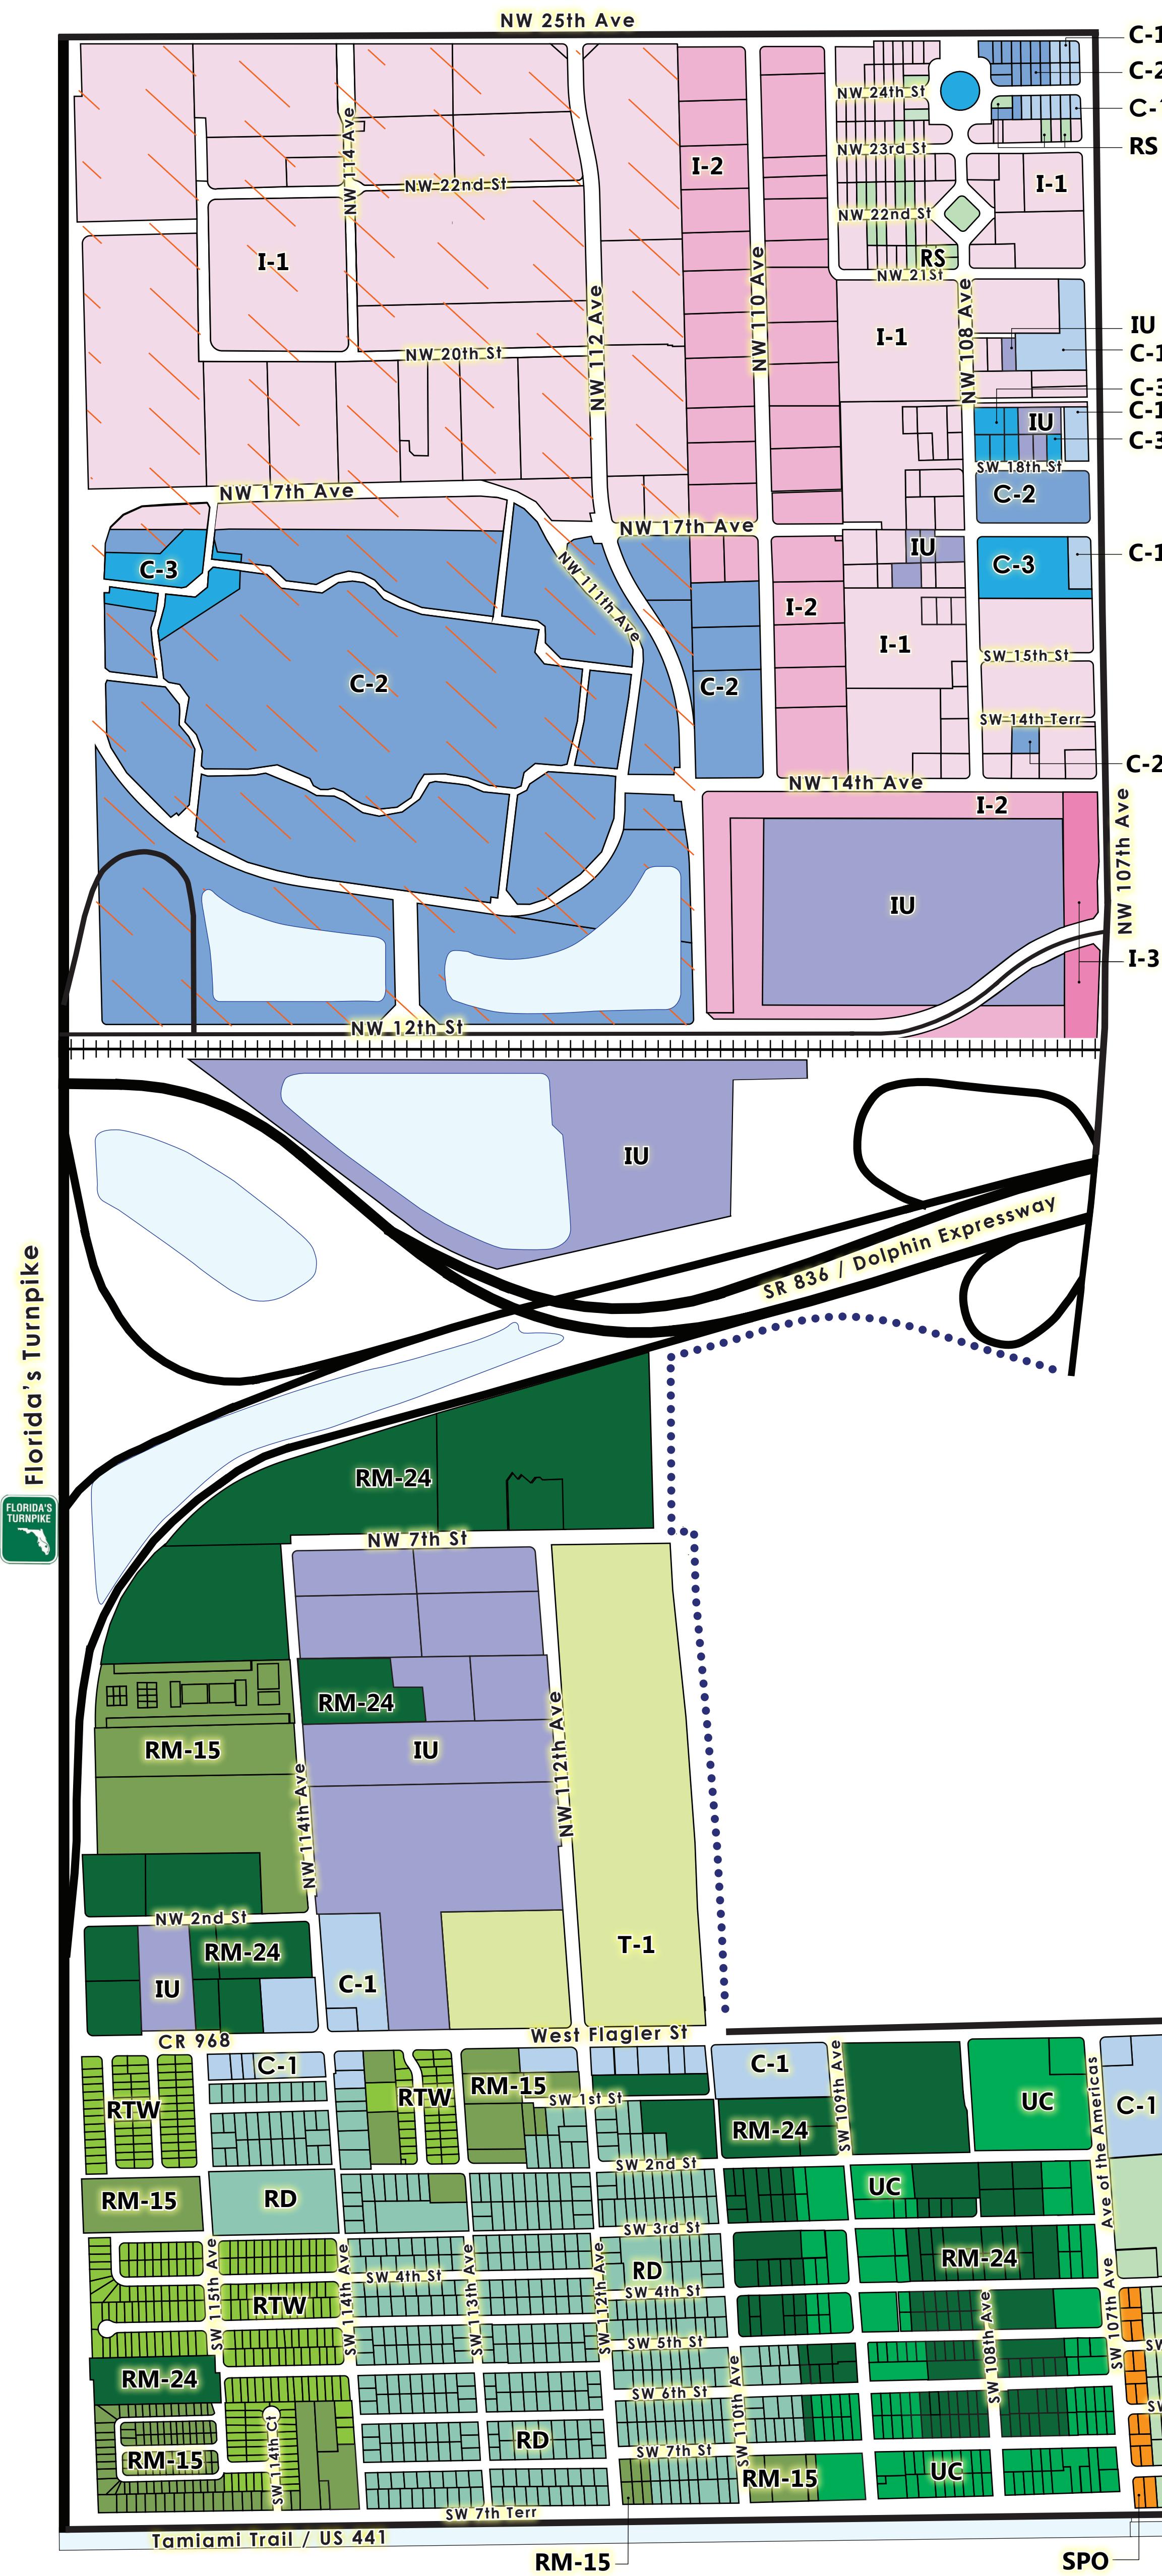 NW 25th Ave
C-1
C-2
NW 24th St
RS
NW 114 Ave
NW 23rd St
I-2
NW 22nd St
I-1
NW 22nd St
I-1
RS
NW 21St
NW 110 Ave
NW 112 Ave
NW 108 Ave
IU
I-1
C-1
NW 20th St
C-3
C-1
IU
C-3
SW 18th St
NW 17th Ave
C-2
NW 17th Ave
IU
C-1
C-3
C-3
NW 111th Ave
I-2
I-1
SW 15th St
C-2
C-2
SW 14th Terr
C-2
NW 14th Ave
I-2
NW 107th Ave
IU
I-3
NW 12th St
IU
SR 836 / Dolphin Expressway
Florida's Turnpike
FLORIDA'S
TURNPIKE
RM-24
NW 7th St
RM-24
RM-15
IU
NW 112th Ave
NW 114th Ave
NW 2nd St
RM-24
T-1
IU
C-1
CR 968
West Flagler St
C-1
C-1
SW 109th Ave
Ave of the Americas
RTW
RTW
RM-15
SW 1st St
UC
C-1
RM-24
SW 2nd St
RM-15
RD
UC
SW 3rd St
SW 115th Ave
SW 114th Ave
SW 113th Ave
SW 112th Ave
RD
RM-24
SW 107th Ave
SW 4th St
SW 4th St
RTW
SW 108th Ave
SW 5th St
SW
RM-24
SW 6th St
SW 110th Ave
SW
RM-15
SW 114th Ct
RD
SW 7th St
RM-15
UC
SW 7th Terr
Tamiami Trail / US 441
RM-15
SPO